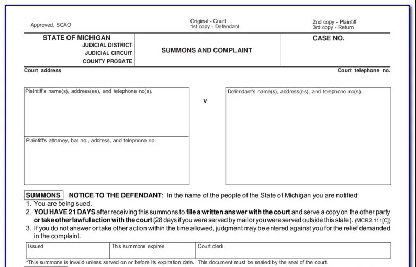 Approved, SCAO
Original - Court
1st copy - Defendant
2nd copy - Plaintiff
3rd copy - Return
STATE OF MICHIGAN
JUDICIAL DISTRICT
JUDICIAL CIRCUIT
COUNTY PROBATE
SUMMONS AND COMPLAINT
CASE NO.
Court address
Court telephone no.
Plaintiff's name(s), address(es), and telephone no(s).
v
Defendant's name(s), address(es), and telephone no(s).
Plaintiff's attorney, bar no., address, and telephone no.
SUMMONS NOTICE TO THE DEFENDANT: In the name of the people of the State of Michigan you are notified:
1. You are being sued.
2. YOU HAVE 21 DAYS after receiving this summons to file a written answer with the court and serve a copy on the other party
or take other lawful action with the court (28 days if you were served by mail or you were served outside this state). (MCR2.111[C])
3. If you do not answer or take other action within the time allowed, judgment may be entered against you for the relief demanded
in the complaint.
Issued
This summons expires
Court clerk
*This summons is invalid unless served on or before its expiration date. This document must be sealed by the seal of the court.